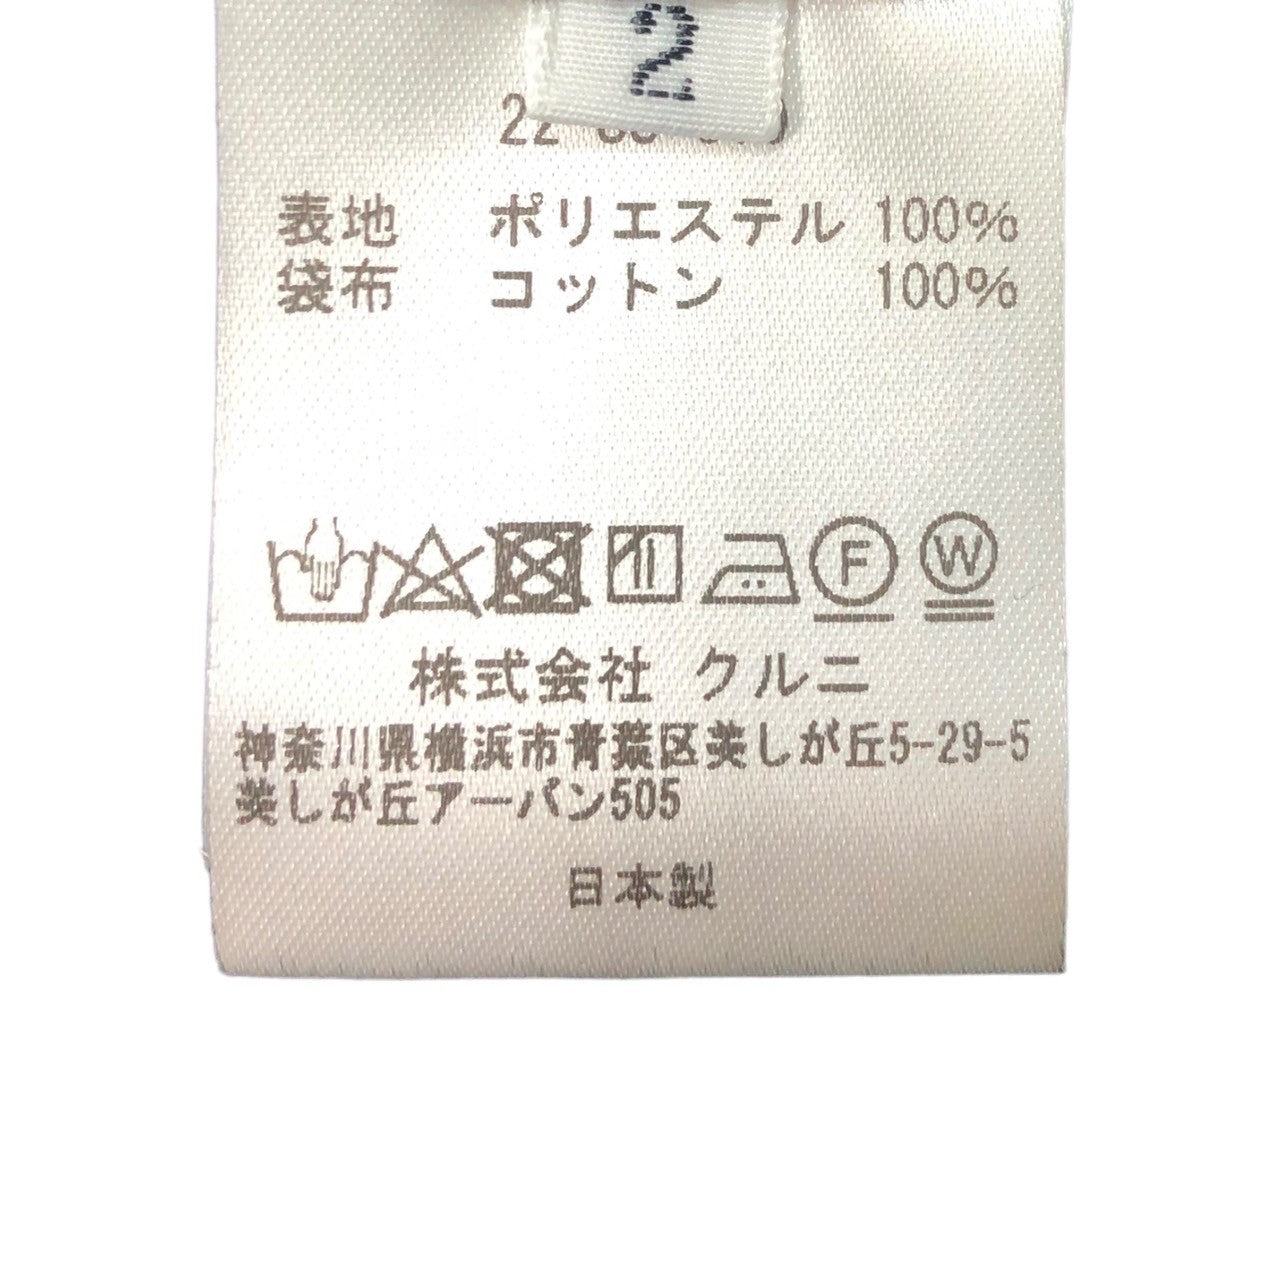 2
22
表地 ポリエステル 100%
袋布 コットン 100%
F W
株式会社 クルニ
神奈川県横浜市青葉区美しが丘5-29-5
美しが丘アーバン505
日本製